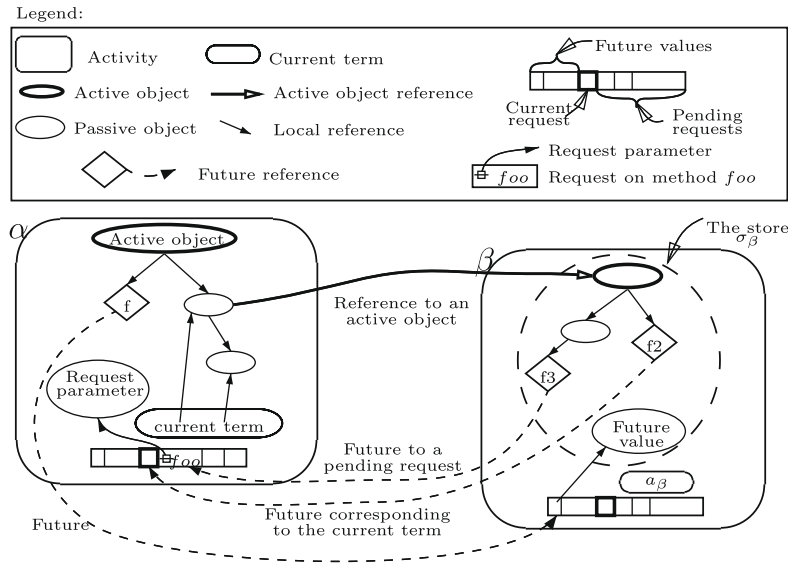 Legend:
Activity
Current term
Future values
Active object
Active object reference
Current
request
Pending
requests
Passive object
Local reference
Request parameter
Future reference
foo
Request on method foo
α
Active object
β
The store
σβ
f
Reference to an
active object
f2
f3
Request
parameter
current term
Future
value
foo
Future to a
pending request
aβ
Future
Future corresponding
to the current term